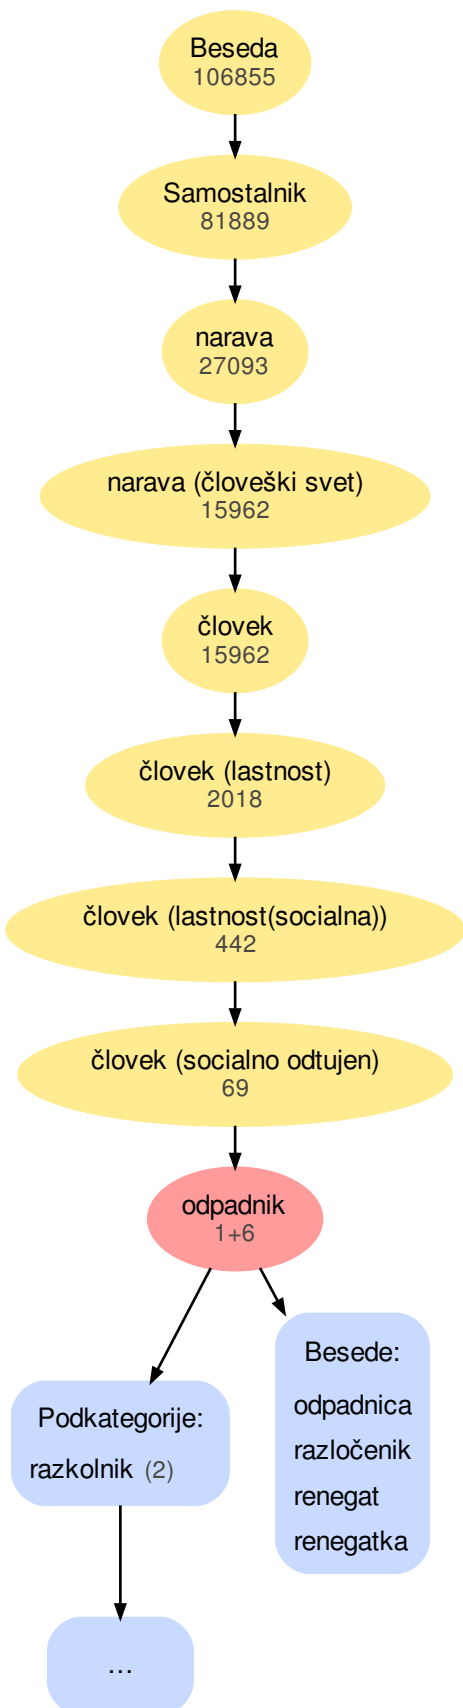 Beseda
106855
Samostalnik
81889
narava
27093
narava (človeški svet)
15962
človek
15962
človek (lastnost)
2018
človek (lastnost(socialna))
442
človek (socialno odtujen)
69
odpadnik
1+6
Besede:
odpadnica
razločenik
renegat
renegatka
Podkategorije:
razkolnik (2)
...